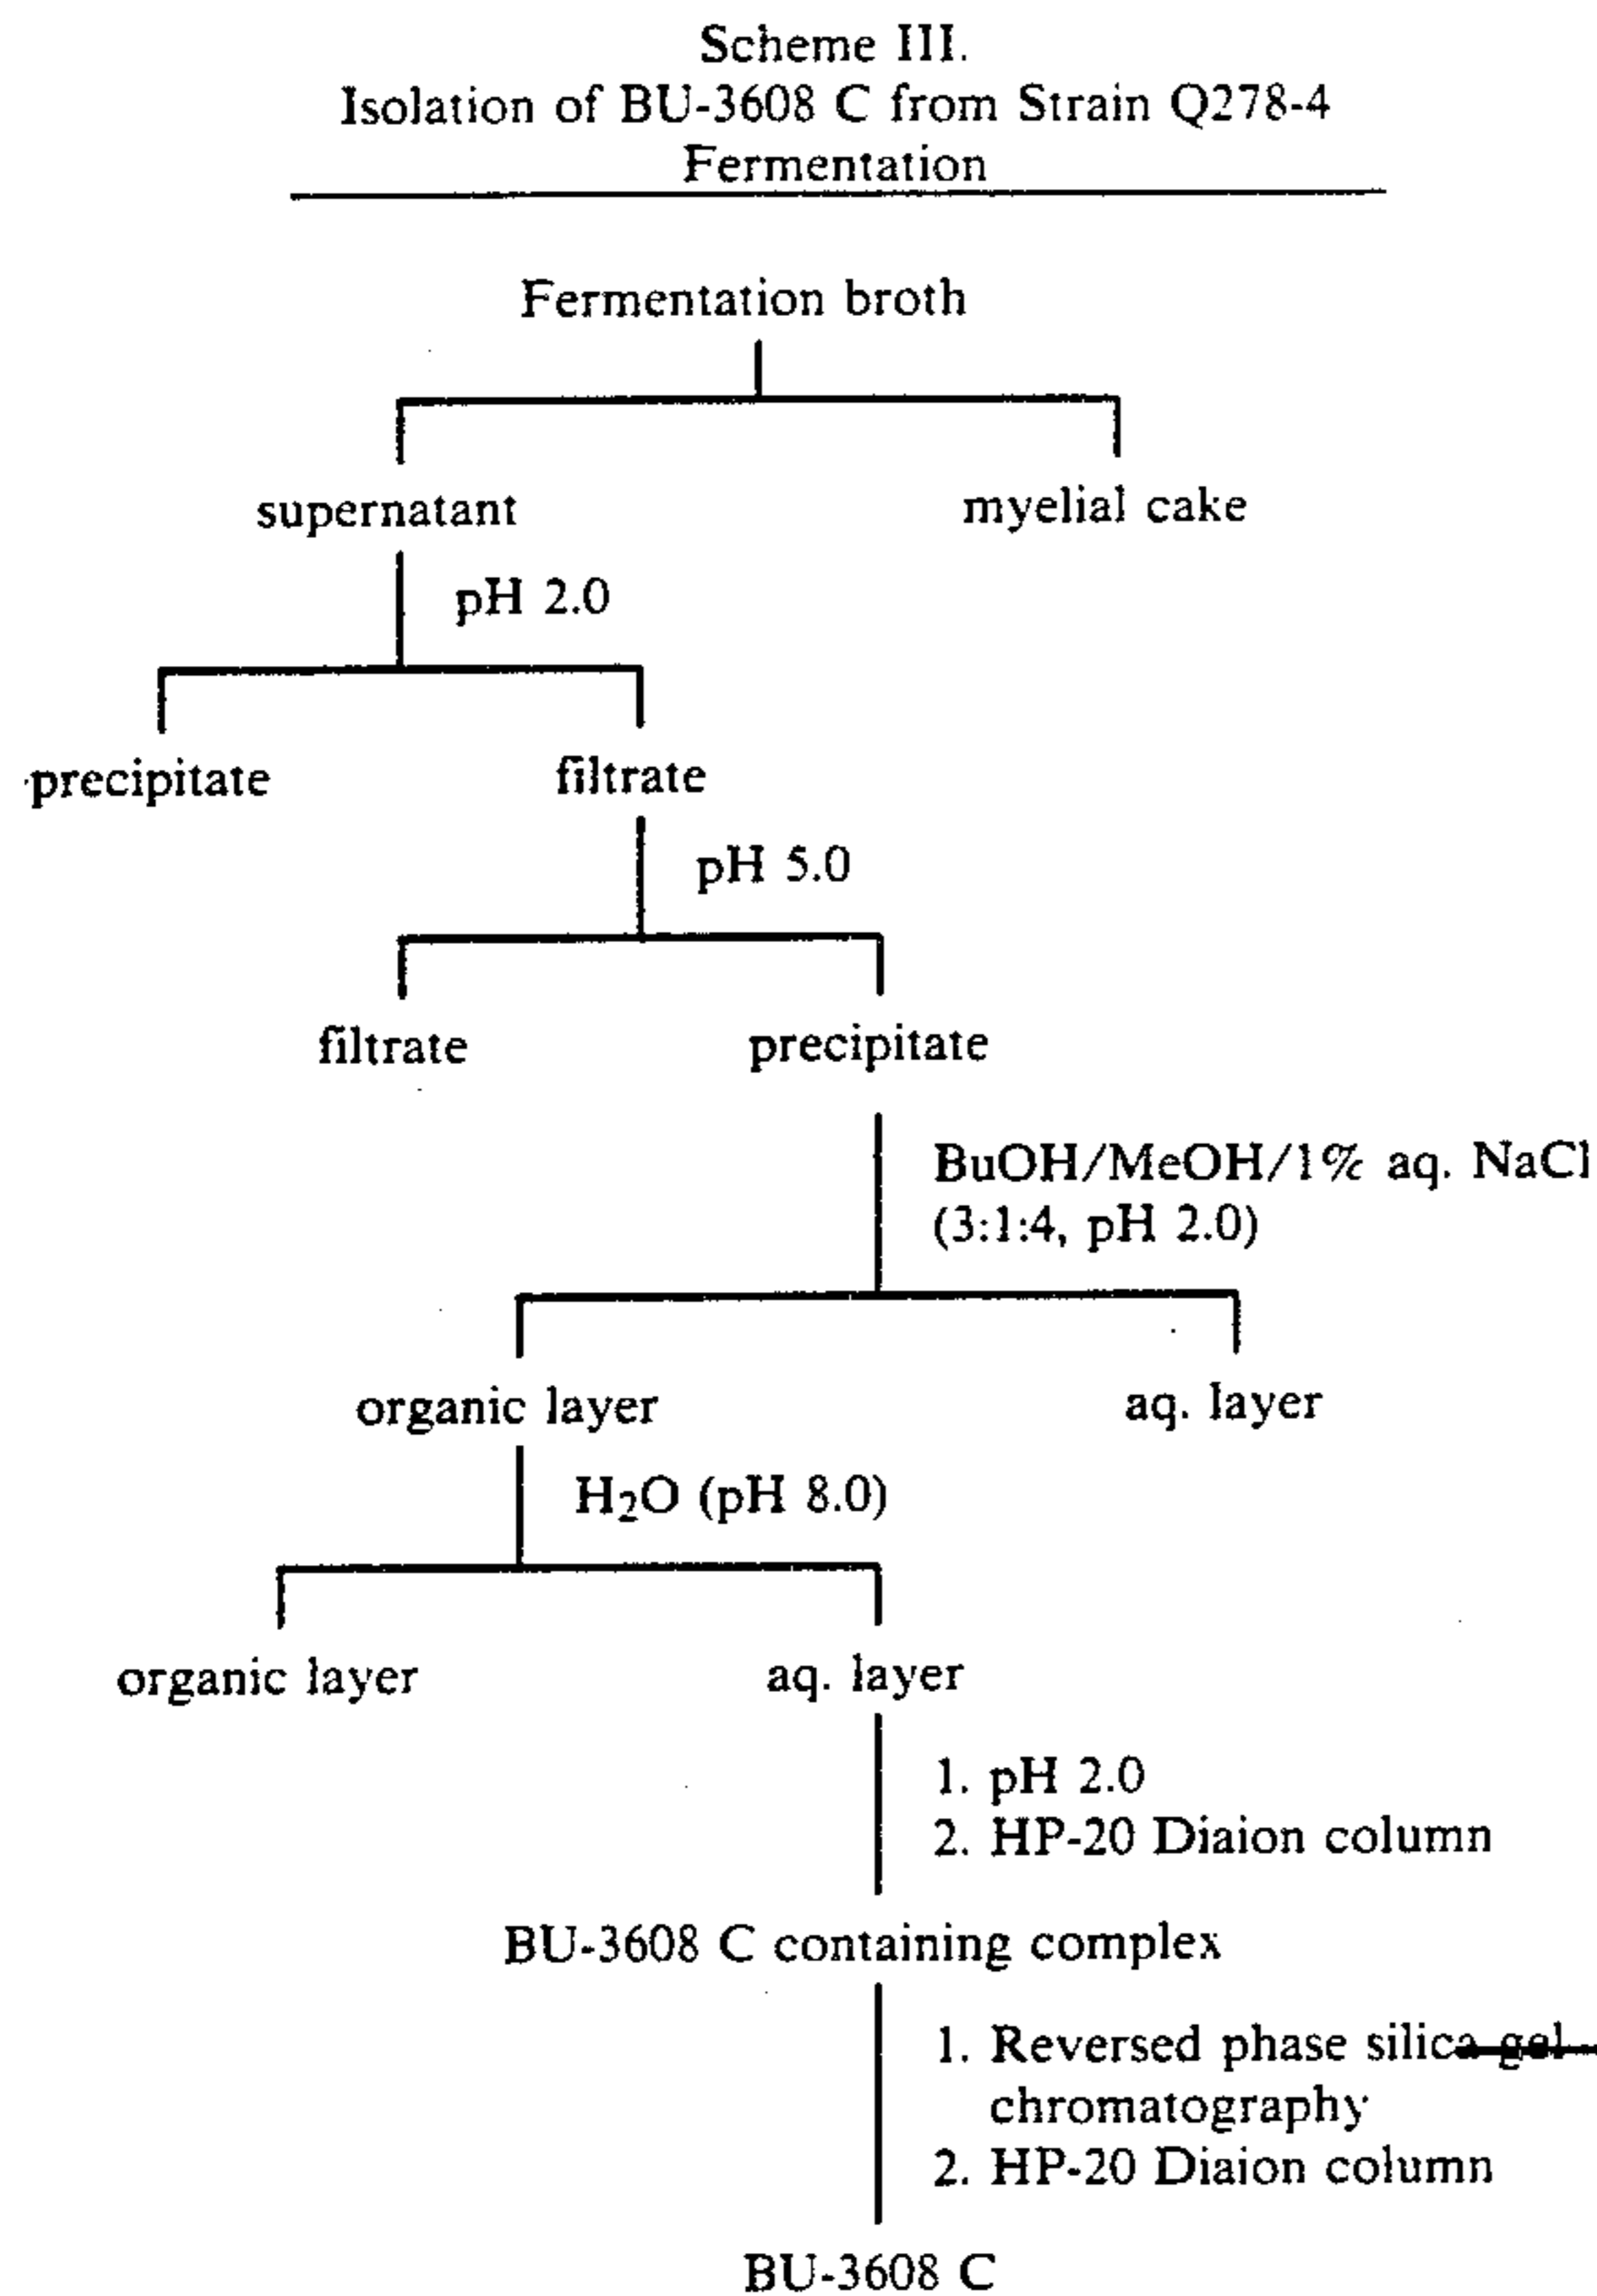 Scheme III.
Isolation of BU-3608 C from Strain Q278-4
Fermentation
Fermentation broth
supernatant
myelial cake
pH 2.0
precipitate
filtrate
pH 5.0
filtrate
precipitate
BuOH/MeOH/1% aq. NaCl
(3:1:4, pH 2.0)
organic layer
aq. layer
H₂O (pH 8.0)
organic layer
aq. layer
1. pH 2.0
2. HP-20 Diaion column
BU-3608 C containing complex
1. Reversed phase silica gel
chromatography
2. HP-20 Diaion column
BU-3608 C